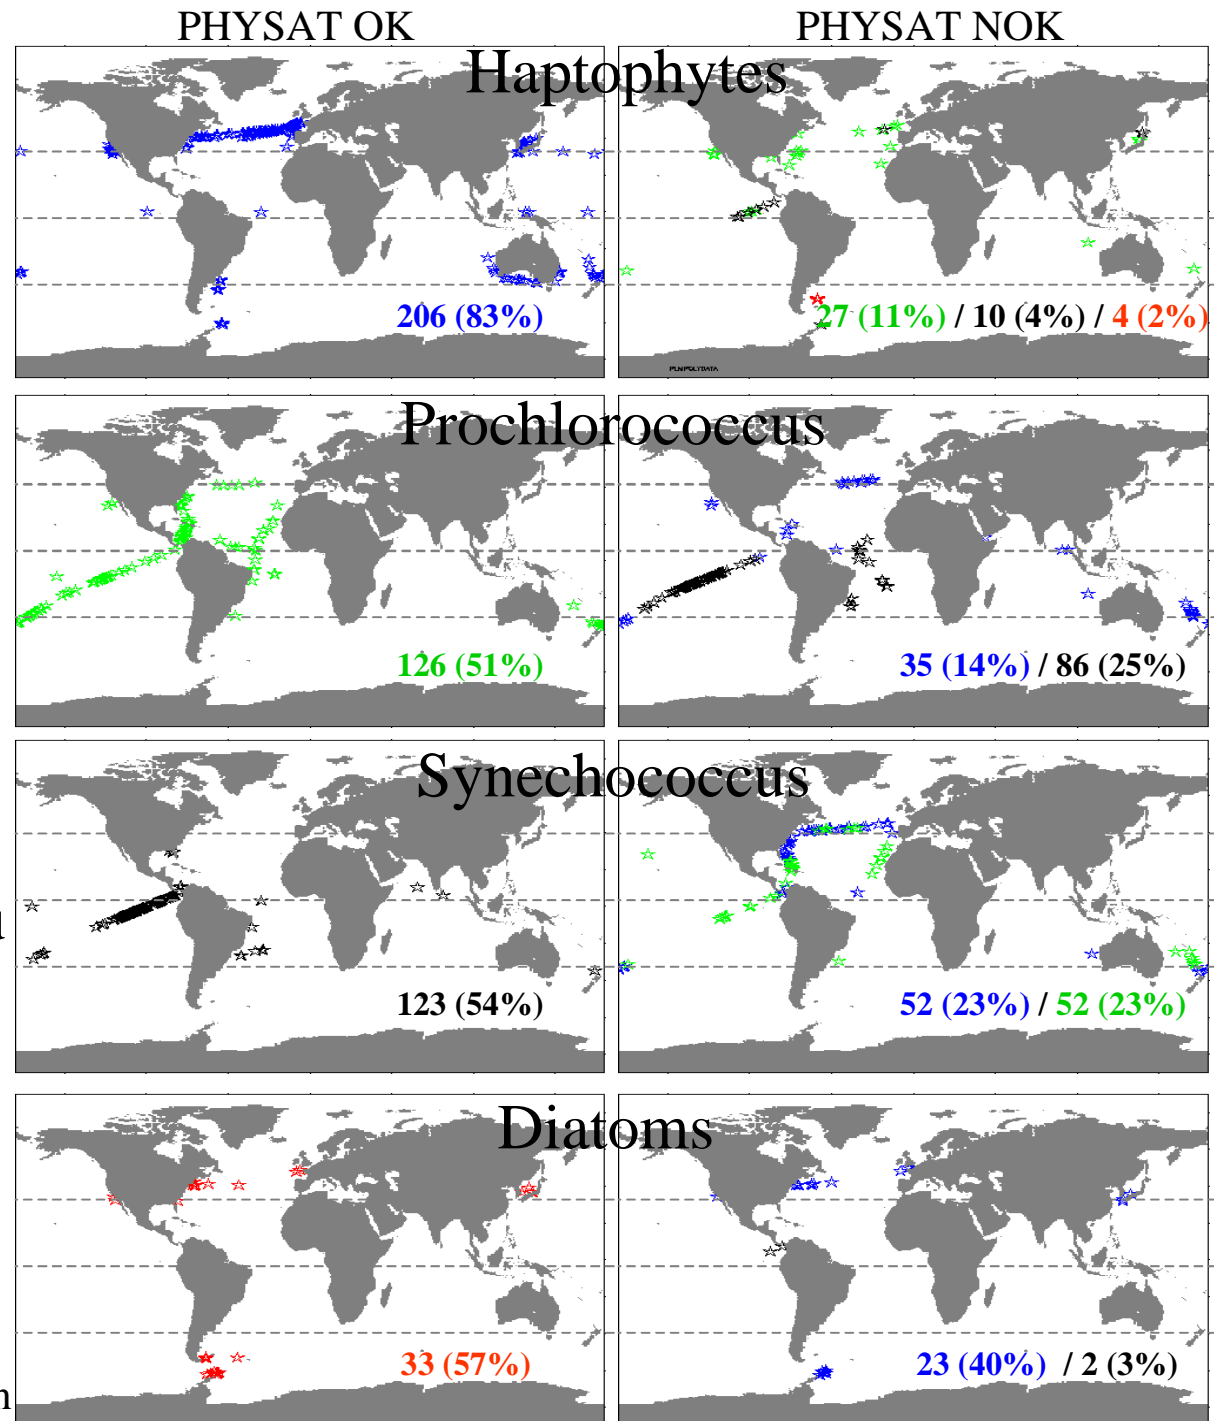 PHYSAT OK PHYSAT NOK
Haptophytes
206 (83%) 27 (11%) / 10 (4%) / 4 (2%)
PLNPOLYDATA
Prochlorococcus
126 (51%) 35 (14%) / 86 (25%)
Synechococcus
123 (54%) 52 (23%) / 52 (23%)
Diatoms
33 (57%) 23 (40%) / 2 (3%)